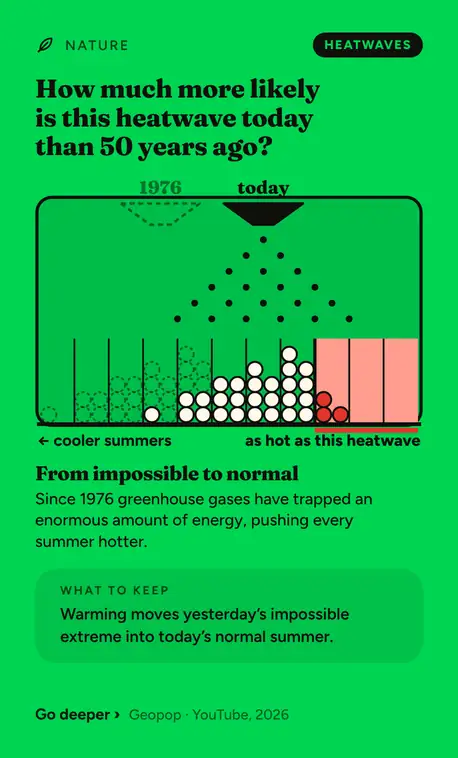 NATURE
HEATWAVES
How much more likely
is this heatwave today
than 50 years ago?
1976
today
← cooler summers
as hot as this heatwave
From impossible to normal
Since 1976 greenhouse gases have trapped an
enormous amount of energy, pushing every
summer hotter.
WHAT TO KEEP
Warming moves yesterday’s impossible
extreme into today’s normal summer.
Go deeper › Geopop · YouTube, 2026